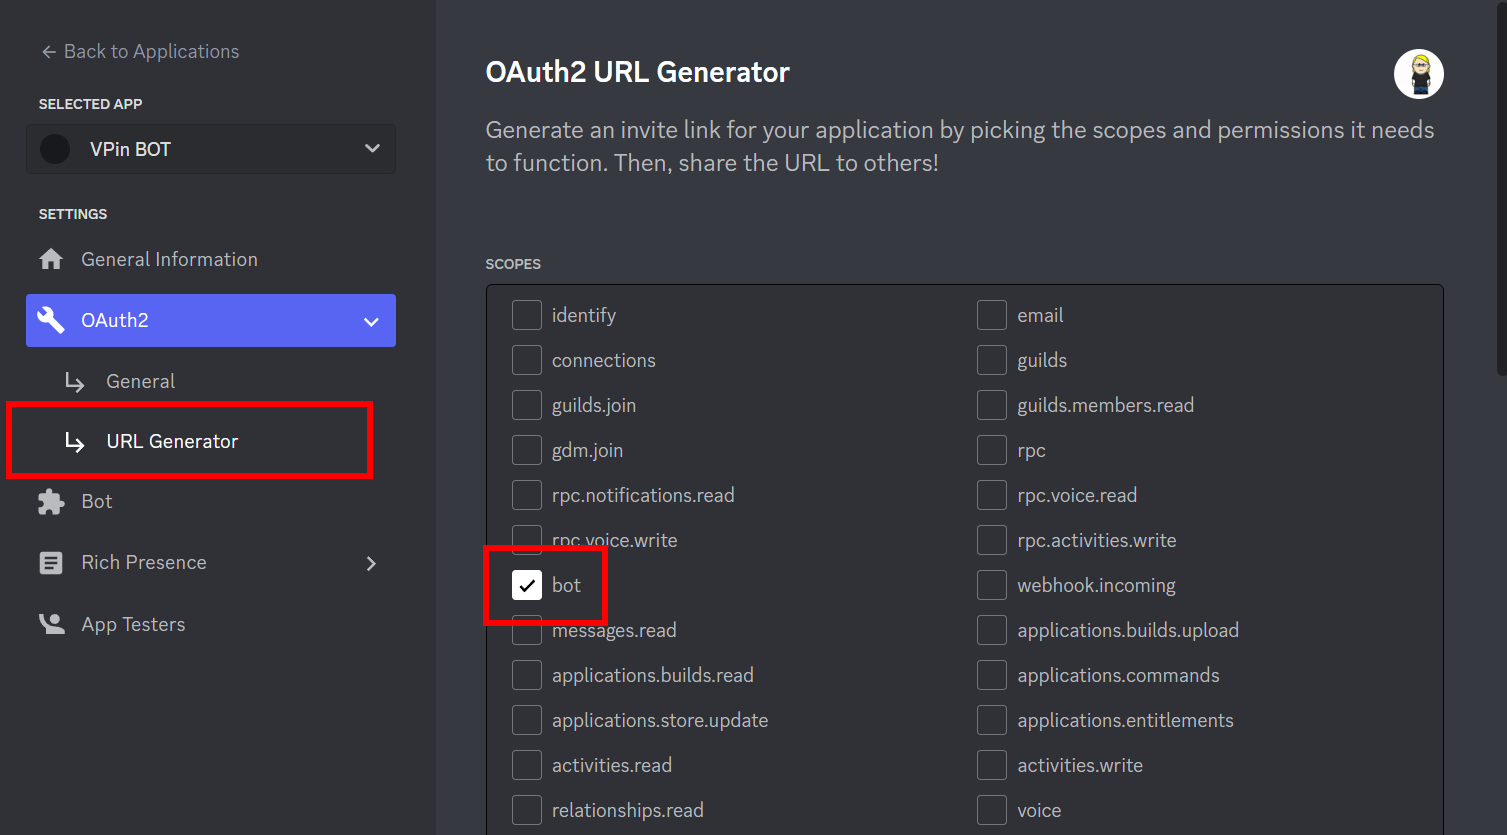 Back to Applications
SELECTED APP
VPin BOT
SETTINGS
General Information
OAuth2
General
URL Generator
Bot
Rich Presence
App Testers
OAuth2 URL Generator
Generate an invite link for your application by picking the scopes and permissions it needs
to function. Then, share the URL to others!
SCOPES
identify
email
connections
guilds
guilds.join
guilds.members.read
gdm.join
rpc
rpc.notifications.read
rpc.voice.read
rpc.voice.write
rpc.activities.write
bot
webhook.incoming
messages.read
applications.builds.upload
applications.builds.read
applications.commands
applications.store.update
applications.entitlements
activities.read
activities.write
relationships.read
voice